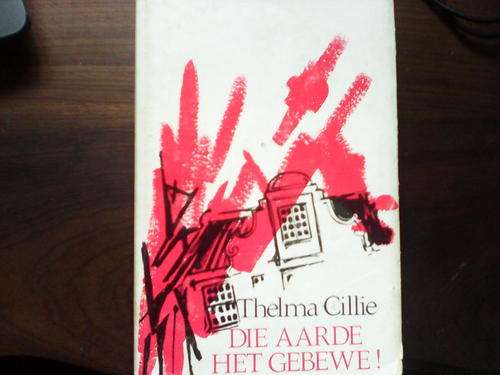 Thelma Cillie
DIE AARDE
HET GEBEWE!